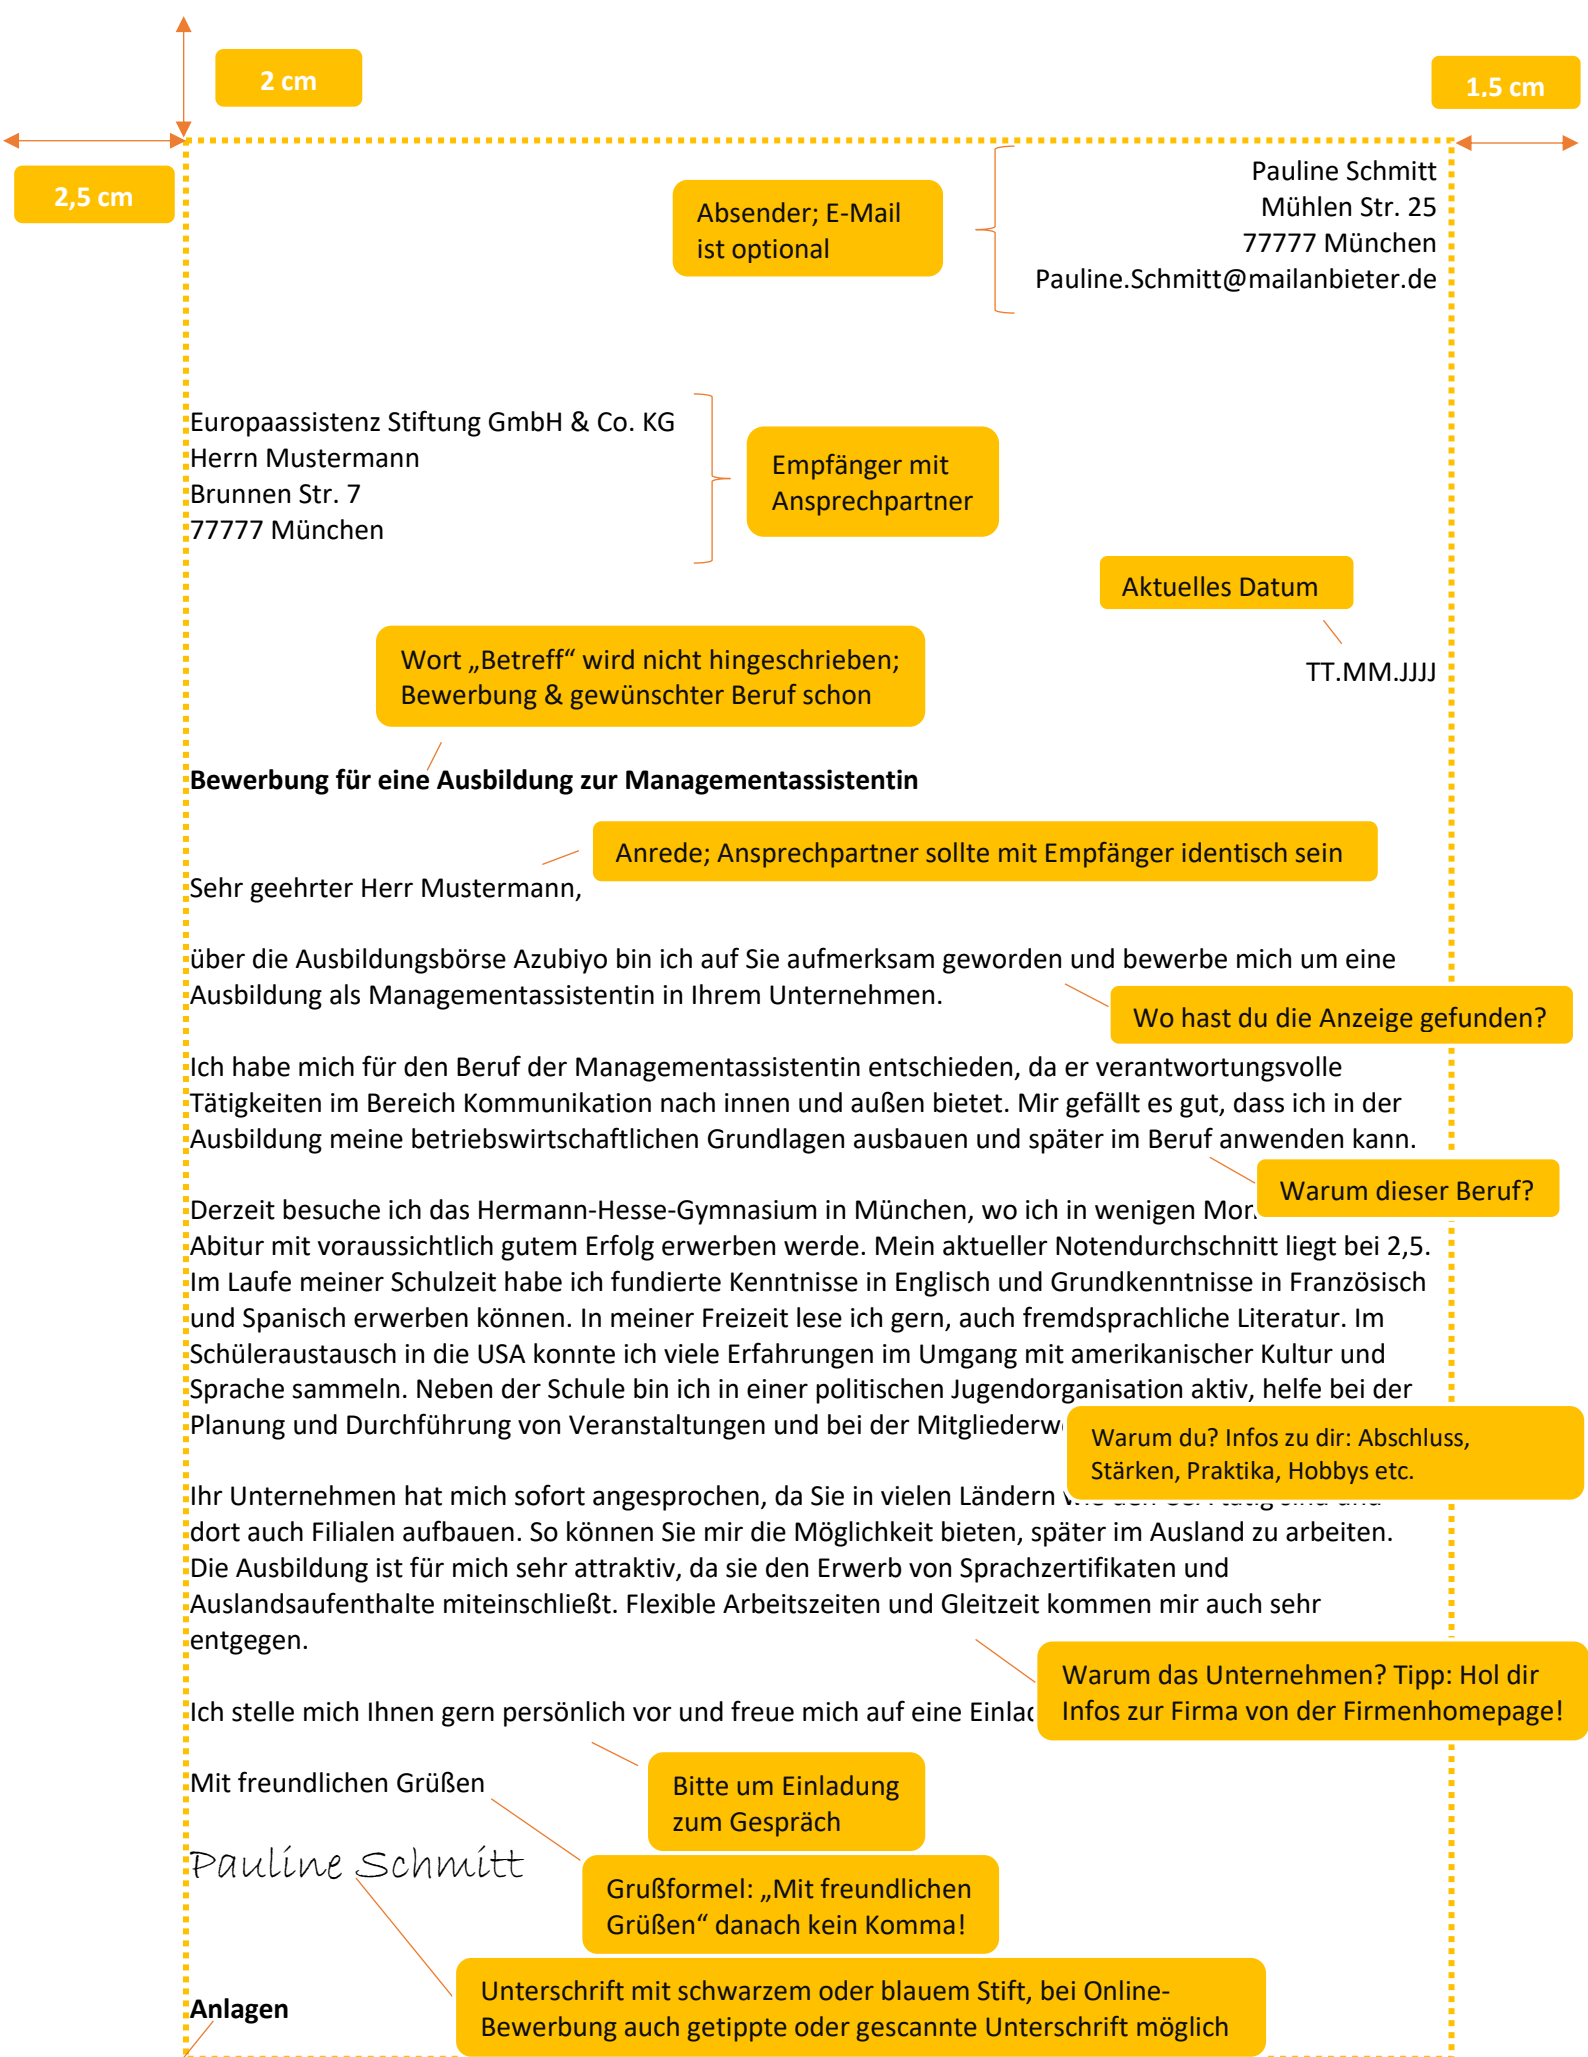 2 cm
1,5 cm
2,5 cm
Absender; E-Mail
ist optional
Pauline Schmitt
Mühlen Str. 25
77777 München
Pauline.Schmitt@mailanbieter.de
Europaassistenz Stiftung GmbH & Co. KG
Herrn Mustermann
Brunnen Str. 7
77777 München
Empfänger mit
Ansprechpartner
Aktuelles Datum
TT.MM.JJJJ
Wort „Betreff“ wird nicht hingeschrieben;
Bewerbung & gewünschter Beruf schon
Bewerbung für eine Ausbildung zur Managementassistentin
Anrede; Ansprechpartner sollte mit Empfänger identisch sein
Sehr geehrter Herr Mustermann,
über die Ausbildungsbörse Azubiyo bin ich auf Sie aufmerksam geworden und bewerbe mich um eine
Ausbildung als Managementassistentin in Ihrem Unternehmen.
Wo hast du die Anzeige gefunden?
Ich habe mich für den Beruf der Managementassistentin entschieden, da er verantwortungsvolle
Tätigkeiten im Bereich Kommunikation nach innen und außen bietet. Mir gefällt es gut, dass ich in der
Ausbildung meine betriebswirtschaftlichen Grundlagen ausbauen und später im Beruf anwenden kann.
Warum dieser Beruf?
Derzeit besuche ich das Hermann-Hesse-Gymnasium in München, wo ich in wenigen
Abitur mit voraussichtlich gutem Erfolg erwerben werde. Mein aktueller Notendurchschnitt liegt bei 2,5.
Im Laufe meiner Schulzeit habe ich fundierte Kenntnisse in Englisch und Grundkenntnisse in Französisch
und Spanisch erwerben können. In meiner Freizeit lese ich gern, auch fremdsprachliche Literatur. Im
Schüleraustausch in die USA konnte ich viele Erfahrungen im Umgang mit amerikanischer Kultur und
Sprache sammeln. Neben der Schule bin ich in einer politischen Jugendorganisation aktiv, helfe bei der
Planung und Durchführung von Veranstaltungen und bei der
Warum du? Infos zu dir: Abschluss,
Stärken, Praktika, Hobbys etc.
Ihr Unternehmen hat mich sofort angesprochen, da Sie in vielen Ländern wie den USA tätig sind und
dort auch Filialen aufbauen. So können Sie mir die Möglichkeit bieten, später im Ausland zu arbeiten.
Die Ausbildung ist für mich sehr attraktiv, da sie den Erwerb von Sprachzertifikaten und
Auslandsaufenthalte miteinschließt. Flexible Arbeitszeiten und Gleitzeit kommen mir auch sehr
entgegen.
Warum das Unternehmen? Tipp: Hol dir
Infos zur Firma von der Firmenhomepage!
Ich stelle mich Ihnen gern persönlich vor und freue mich auf eine
Mit freundlichen Grüßen
Bitte um Einladung
zum Gespräch
Pauline Schmitt
Grußformel: „Mit freundlichen
Grüßen“ danach kein Komma!
Unterschrift mit schwarzem oder blauem Stift, bei Online-
Bewerbung auch getippte oder gescannte Unterschrift möglich
Anlagen